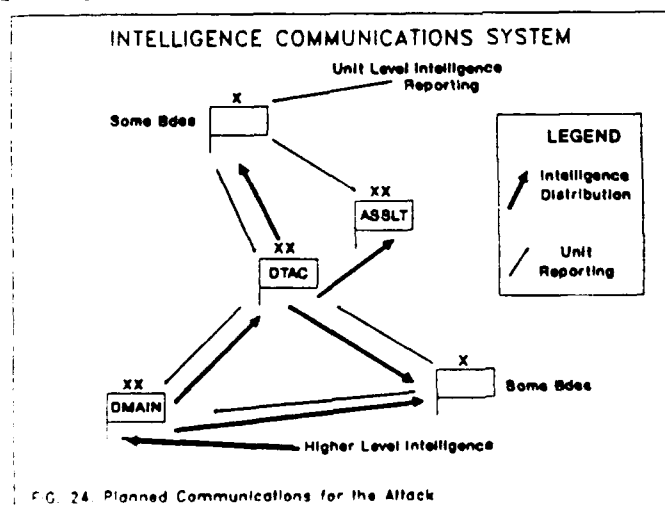 INTELLIGENCE COMMUNICATIONS SYSTEM
Unit Level Intelligence
Reporting
X
Some Bdes
LEGEND
Intelligence
Distribution
Unit
Reporting
XX
ASSLT
XX
DTAC
X
Some Bdes
XX
DMAIN
Higher Level Intelligence
FIG. 24. Planned Communications for the Attack